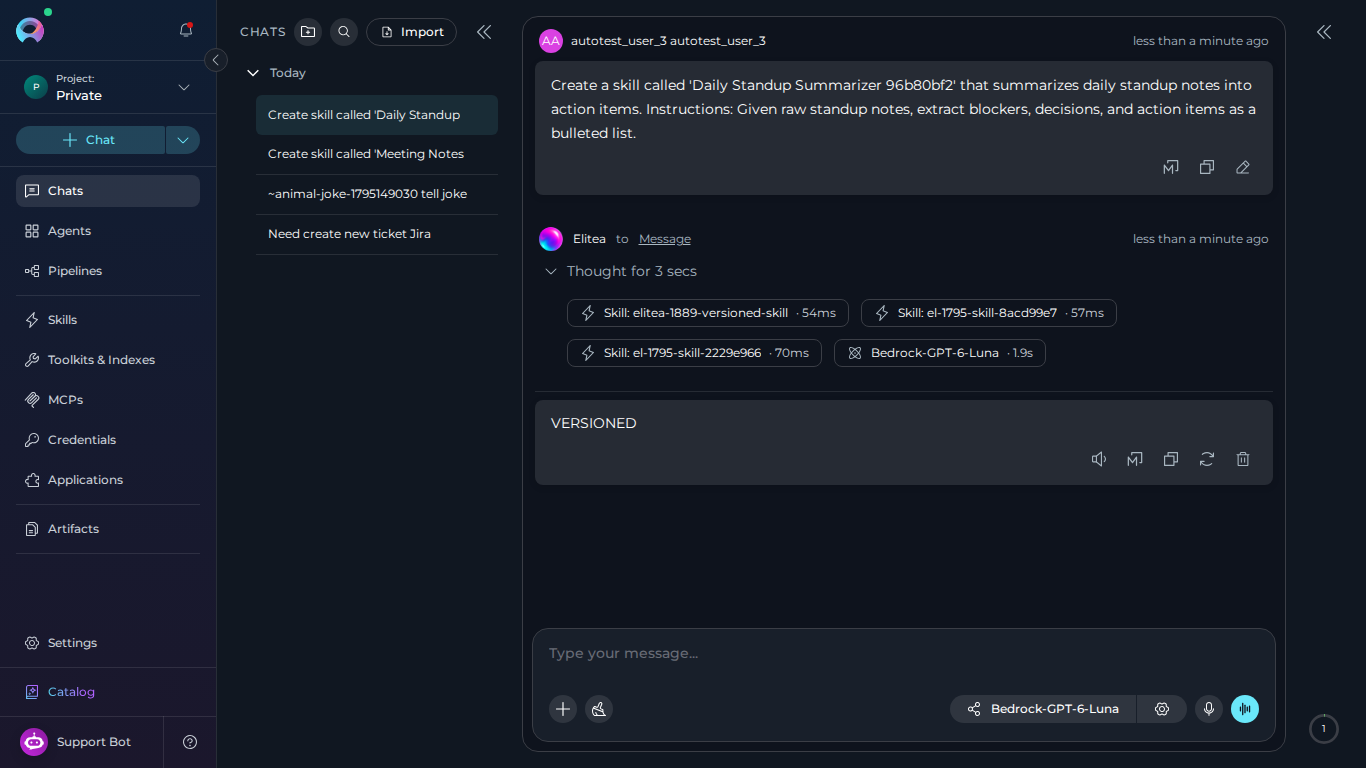 Project:
P
Private
Chat
Chats
Agents
Pipelines
Skills
Toolkits & Indexes
MCPs
Credentials
Applications
Artifacts
Settings
Catalog
Support Bot
CHATS
Import
Today
Create skill called 'Daily Standup
Create skill called 'Meeting Notes
~animal-joke-1795149030 tell joke
Need create new ticket Jira
AA
autotest_user_3 autotest_user_3
less than a minute ago
Create a skill called 'Daily Standup Summarizer 96b80bf2' that summarizes daily standup notes into
action items. Instructions: Given raw standup notes, extract blockers, decisions, and action items as a
bulleted list.
Elitea to Message
less than a minute ago
Thought for 3 secs
Skill: elitea-1889-versioned-skill · 54ms
Skill: el-1795-skill-8acd99e7 · 57ms
Skill: el-1795-skill-2229e966 · 70ms
Bedrock-GPT-6-Luna · 1.9s
VERSIONED
Type your message...
Bedrock-GPT-6-Luna
1